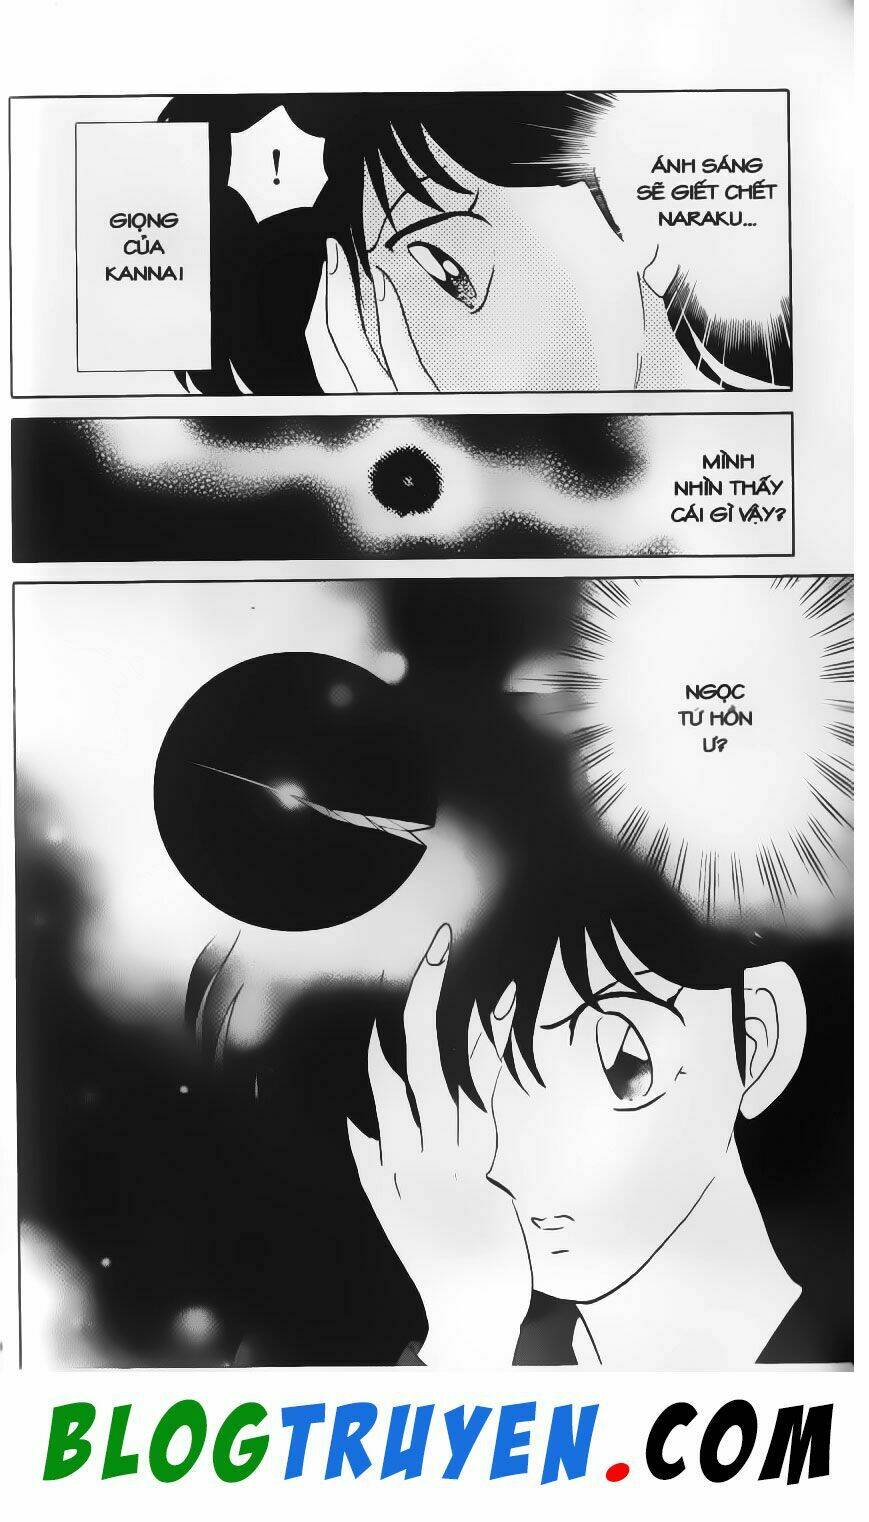 ÁNH SÁNG
SẼ GIẾT CHẾT
NARAKU...
!
GIỌNG
CỦA
KANNA!
MÌNH
NHÌN THẤY
CÁI GÌ VẬY?
NGỌC
TỨ HỒN
Ư?
BLOGTRUYEN.COM